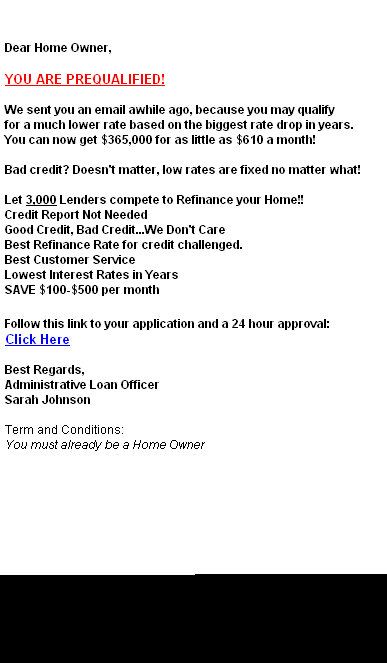 Dear Home Owner,
YOU ARE PREQUALIFIED!
We sent you an email awhile ago, because you may qualify
for a much lower rate based on the biggest rate drop in years.
You can now get $365,000 for as little as $610 a month!
Bad credit? Doesn't matter, low rates are fixed no matter what!
Let 3,000 Lenders compete to Refinance your Home!!
Credit Report Not Needed
Good Credit, Bad Credit...We Don't Care
Best Refinance Rate for credit challenged.
Best Customer Service
Lowest Interest Rates in Years
SAVE $100-$500 per month
Follow this link to your application and a 24 hour approval:
Click Here
Best Regards,
Administrative Loan Officer
Sarah Johnson
Term and Conditions:
You must already be a Home Owner